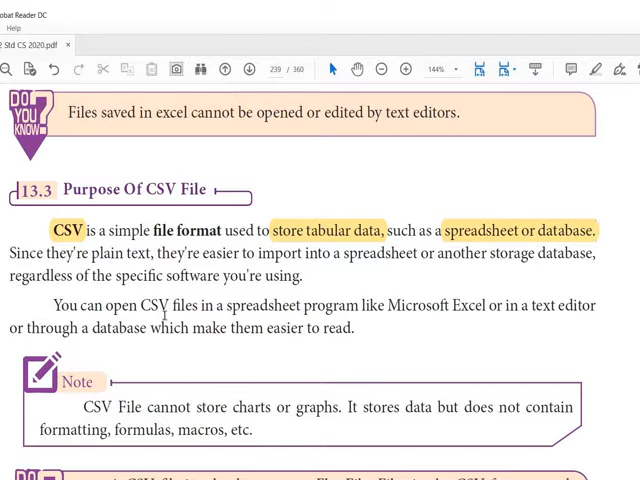 obat Reader DC
Help
2 Std CS 2020.pdf ×
239 / 360 144%
DO YOU KNOW? Files saved in excel cannot be opened or edited by text editors.
13.3 Purpose Of CSV File
CSV is a simple file format used to store tabular data, such as a spreadsheet or database.
Since they're plain text, they're easier to import into a spreadsheet or another storage database,
regardless of the specific software you're using.
You can open CSV files in a spreadsheet program like Microsoft Excel or in a text editor
or through a database which make them easier to read.
Note
CSV File cannot store charts or graphs. It stores data but does not contain
formatting, formulas, macros, etc.